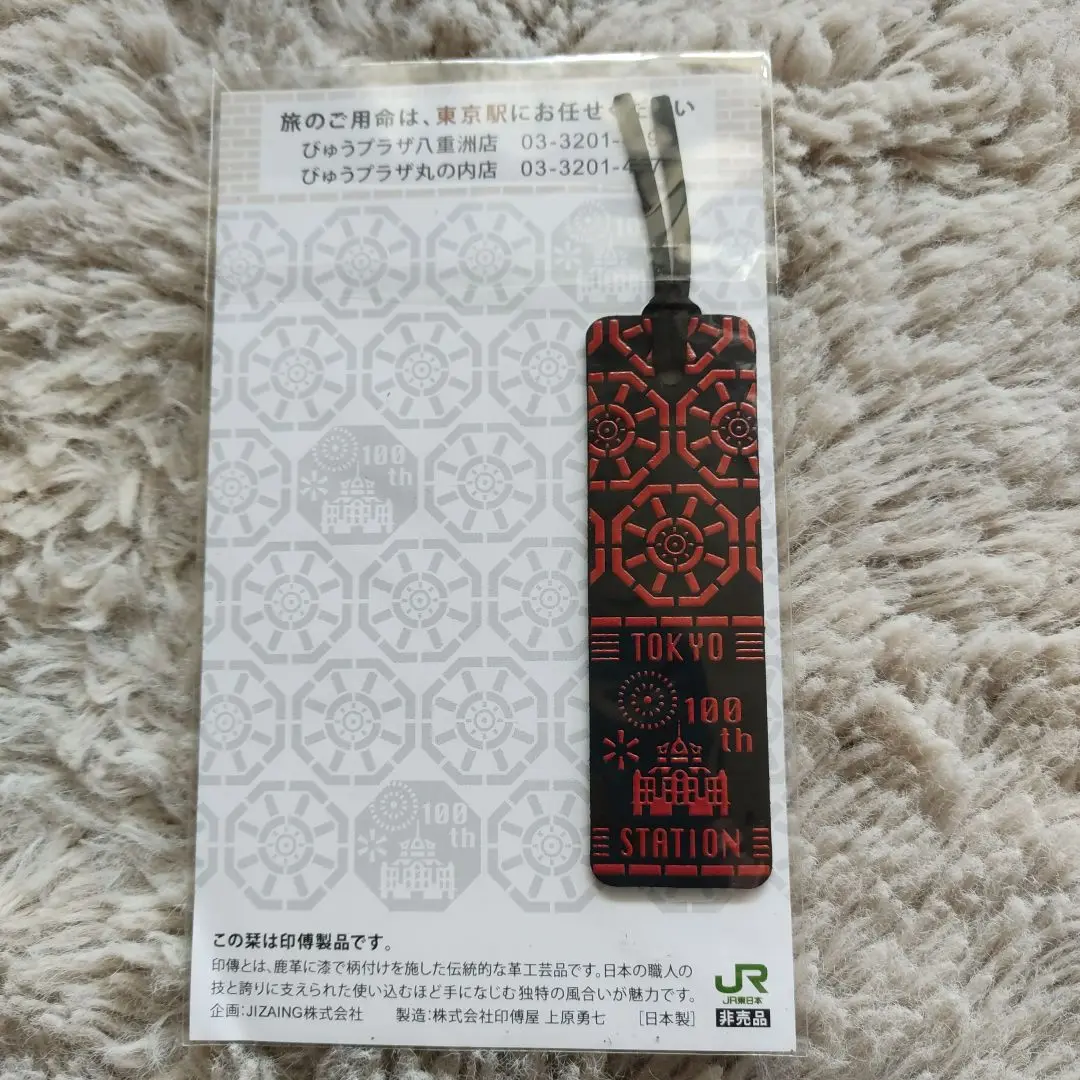 旅のご用命は、東京駅にお任せください
びゅうプラザ八重洲店 03-3201-
びゅうプラザ丸の内店 03-3201-4
100
th
TOKYO
100
th
STATION
100
th
この栞は印傳製品です。
印傳とは、鹿革に漆で柄付けを施した伝統的な革工芸品です。日本の職人の
技と誇りに支えられた使い込むほど手になじむ独特の風合いが魅力です。
企画:JIZAING株式会社 製造:株式会社印傳屋 上原勇七 [日本製]
JR
JR東日本
非売品